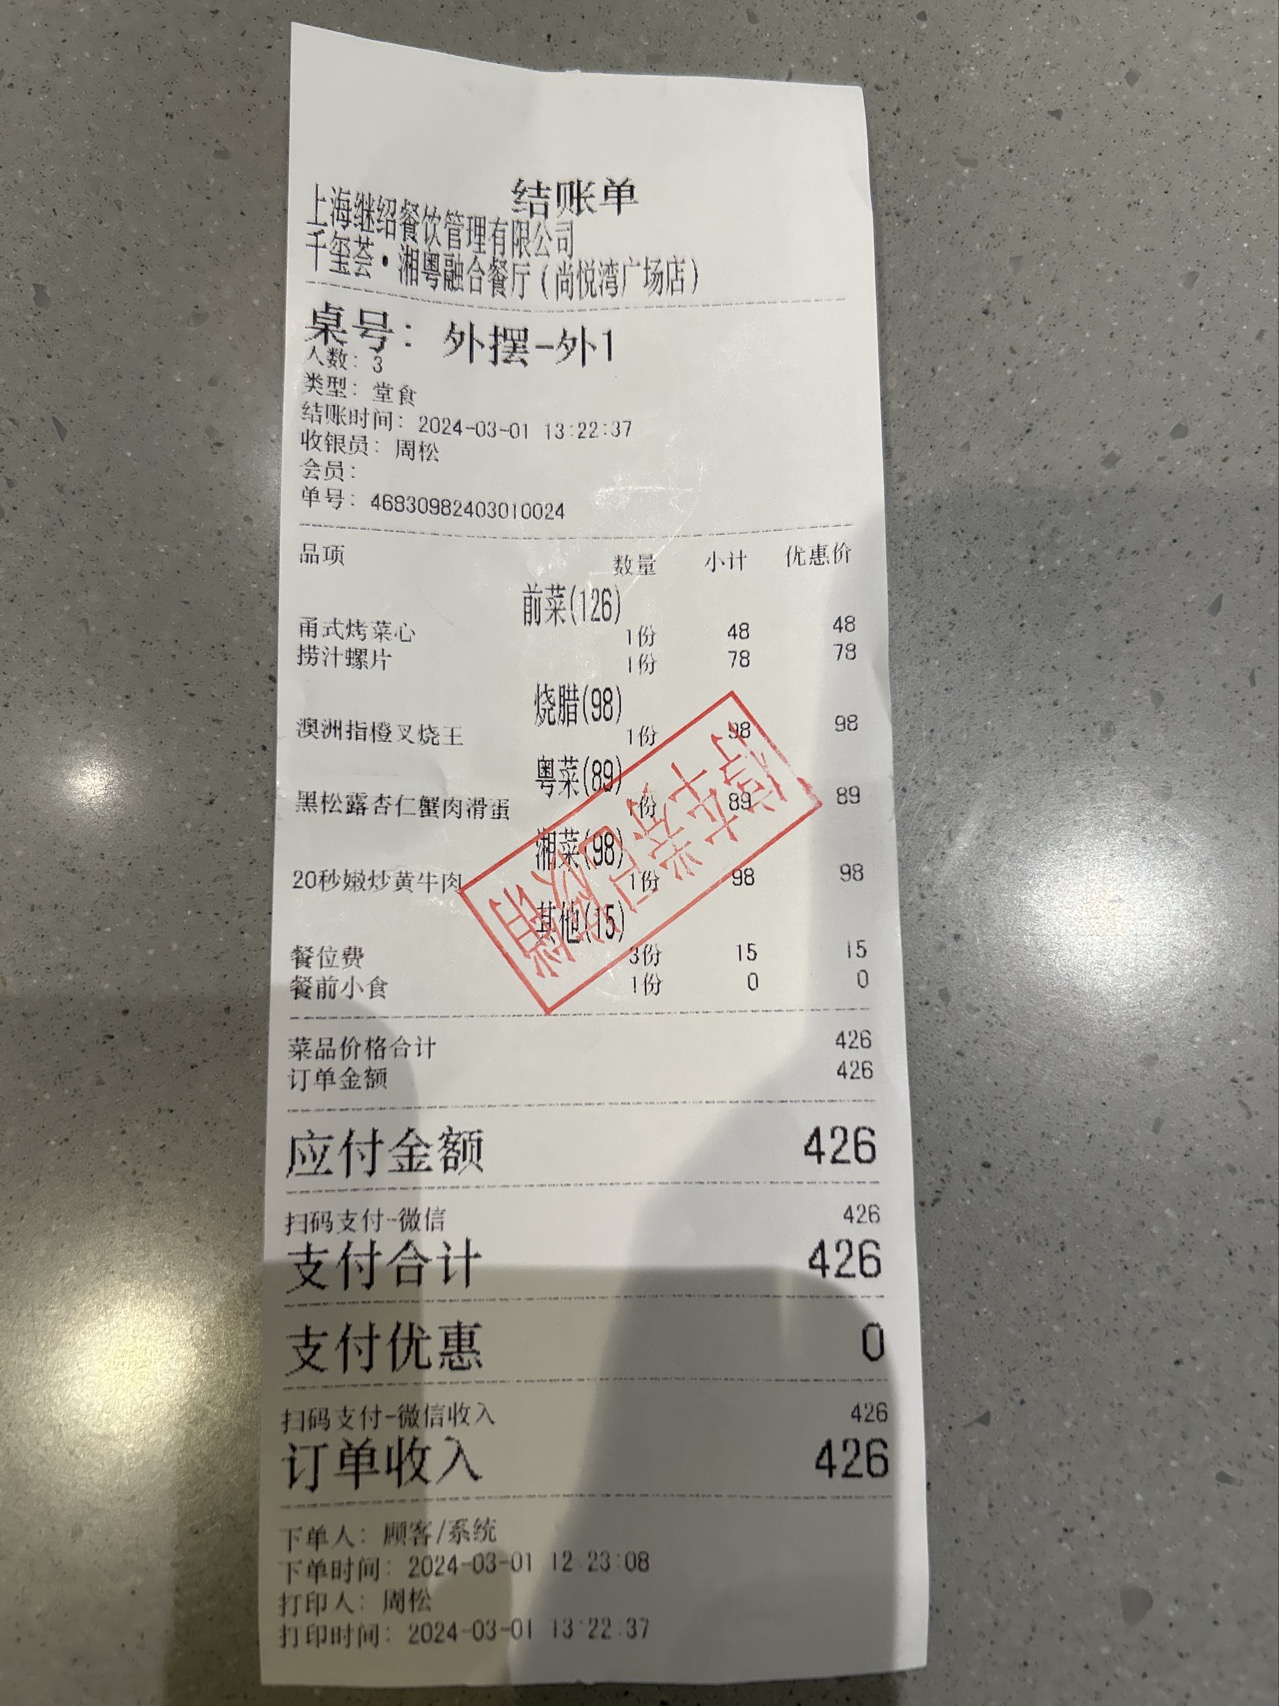 结账单
上海继绍餐饮管理有限公司
千玺荟·湘粤融合餐厅(尚悦湾广场店)
桌号: 外摆-外1
人数: 3
类型: 堂食
结账时间: 2024-03-01 13:22:37
收银员: 周松
会员:
单号: 46830982403010024
品项 数量 小计 优惠价
前菜(126)
甬式烤菜心 1份 48 48
捞汁螺片 1份 78 78
烧腊(98)
澳洲指橙叉烧王 1份 98 98
粤菜(89)
黑松露杏仁蟹肉滑蛋 1份 89 89
湘菜(98)
20秒嫩炒黄牛肉 1份 98 98
其他(15)
餐位费 3份 15 15
餐前小食 1份 0 0
菜品价格合计 426
订单金额 426
应付金额 426
扫码支付-微信 426
支付合计 426
支付优惠 0
扫码支付-微信收入 426
订单收入 426
下单人: 顾客/系统
下单时间: 2024-03-01 12:23:08
打印人: 周松
打印时间: 2024-03-01 13:22:37